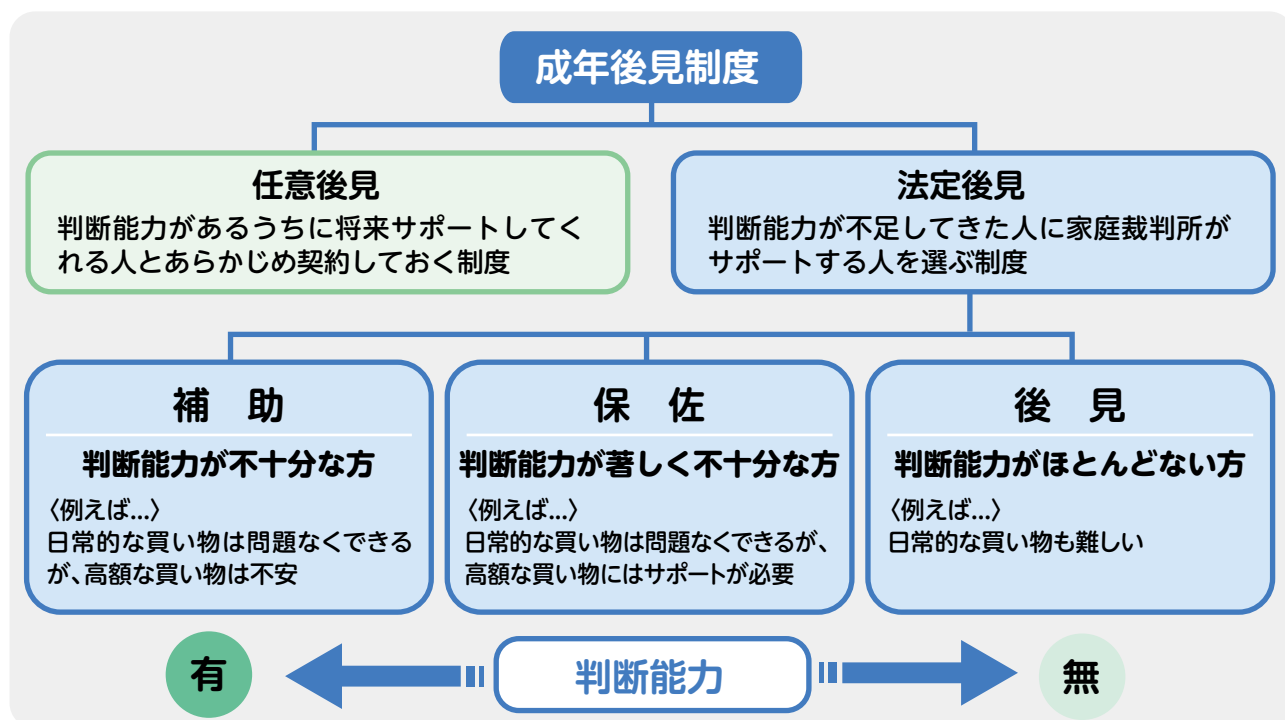 成年後見制度
任意後見
判断能力があるうちに将来サポートしてく
れる人とあらかじめ契約しておく制度
法定後見
判断能力が不足してきた人に家庭裁判所が
サポートする人を選ぶ制度
補　助
判断能力が不十分な方
〈例えば...〉
日常的な買い物は問題なくできる
が、高額な買い物は不安
保　佐
判断能力が著しく不十分な方
〈例えば...〉
日常的な買い物は問題なくできるが、
高額な買い物にはサポートが必要
後　見
判断能力がほとんどない方
〈例えば...〉
日常的な買い物も難しい
有
判断能力
無